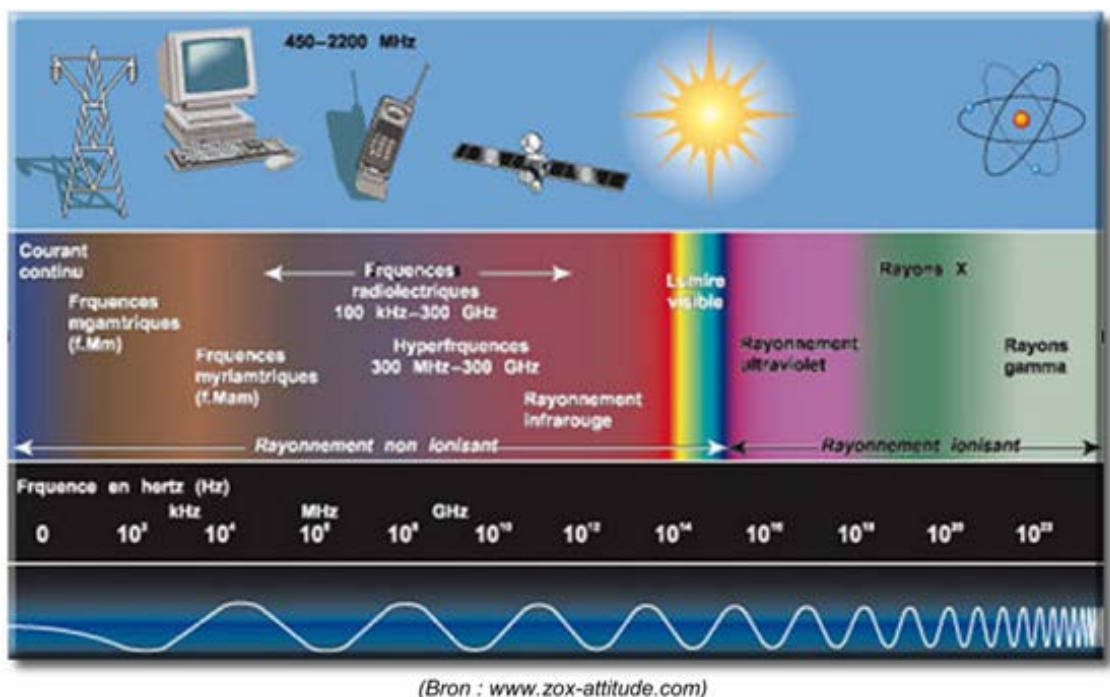 450–2200 MHz
Courant
continu
Frquences
mgamtriques
(f.Mm)
Frquences
myriamtriques
(f.Mam)
Frquences
radiolectriques
100 kHz–300 GHz
Hyperfrquences
300 MHz–300 GHz
Rayonnement
infrarouge
Lumire
visible
Rayonnement
ultraviolet
Rayons X
Rayons
gamma
Rayonnement non ionisant
Rayonnement ionisant
Frquence en hertz (Hz)
kHz MHz GHz
0 10² 10⁴ 10⁶ 10⁸ 10¹⁰ 10¹² 10¹⁴ 10¹⁶ 10¹⁸ 10²⁰ 10²²
(Bron : www.zox-attitude.com)